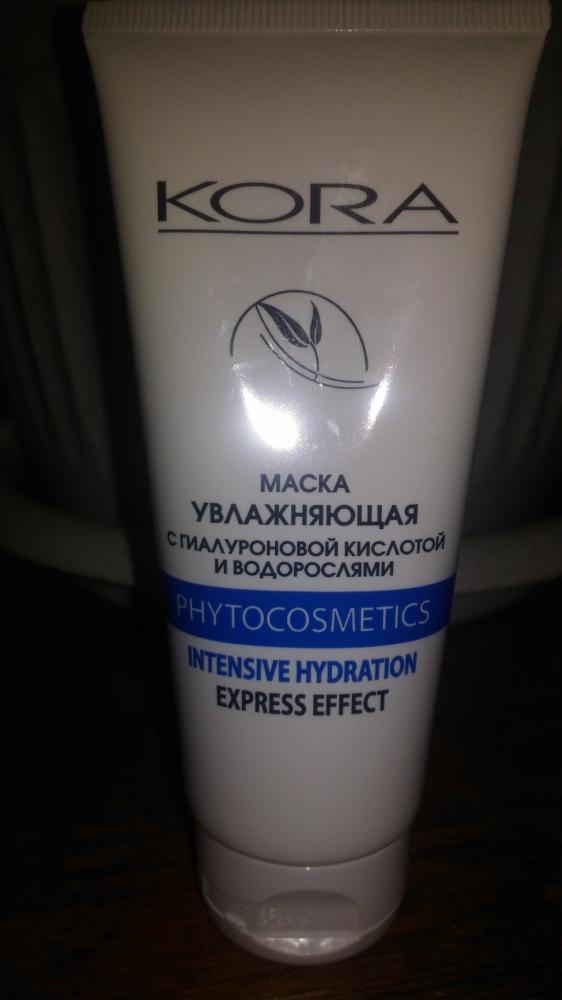 KORA
МАСКА
УВЛАЖНЯЮЩАЯ
С ГИАЛУРОНОВОЙ КИСЛОТОЙ
И ВОДОРОСЛЯМИ
PHYTOCOSMETICS
INTENSIVE HYDRATION
EXPRESS EFFECT